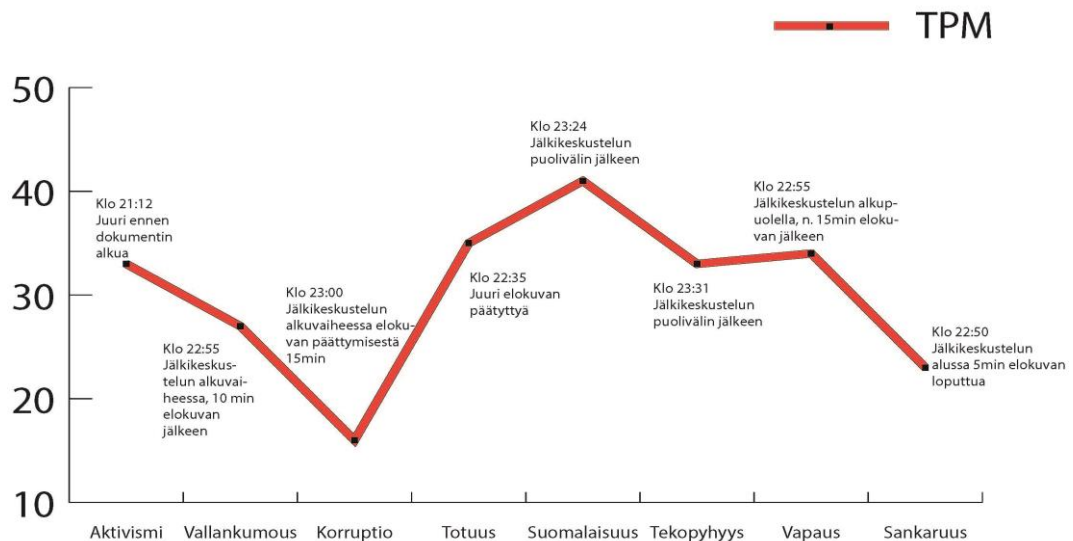 TPM
50
40
30
20
10
Klo 21:12
Juuri ennen
dokumentin
alkua
Klo 22:55
Jälkikeskus-
telun alkuvai-
heessa, 10 min
elokuvan
jälkeen
Klo 23:00
Jälkikeskustelun
alkuvaiheessa eloku-
van päättymisestä
15min
Klo 22:35
Juuri elokuvan
päätyttyä
Klo 23:24
Jälkikeskustelun
puolivälin jälkeen
Klo 23:31
Jälkikeskustelun
puolivälin jälkeen
Klo 22:55
Jälkikeskustelun alkup-
uolella, n. 15min eloku-
van jälkeen
Klo 22:50
Jälkikeskustelun
alussa 5min elokuvan
loputtua
Aktivismi Vallankumous Korruptio Totuus Suomalaisuus Tekopyhyys Vapaus Sankaruus